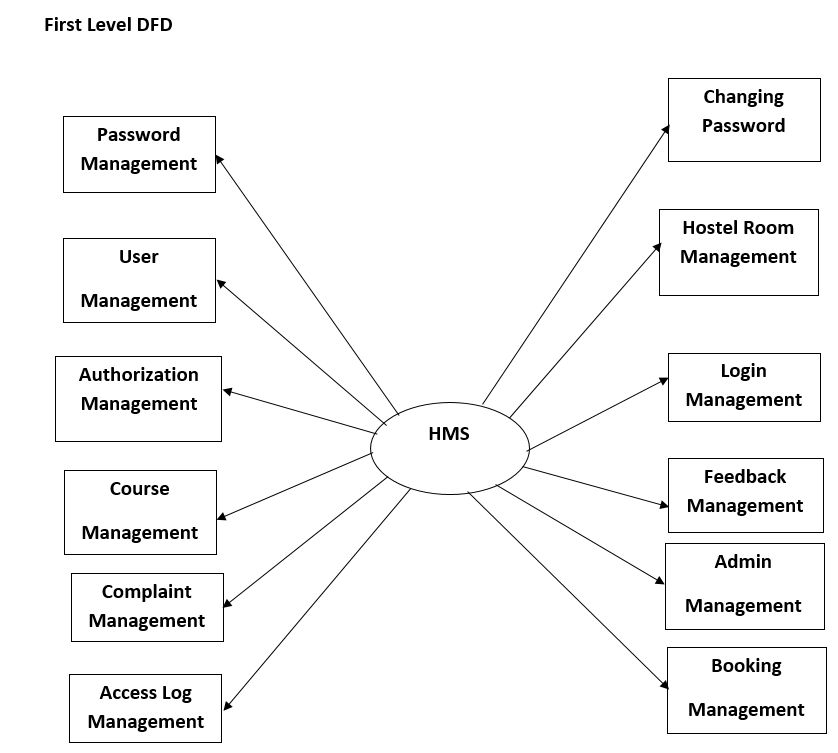 First Level DFD
Password
Management
User
Management
Authorization
Management
Course
Management
Complaint
Management
Access Log
Management
HMS
Changing
Password
Hostel Room
Management
Login
Management
Feedback
Management
Admin
Management
Booking
Management